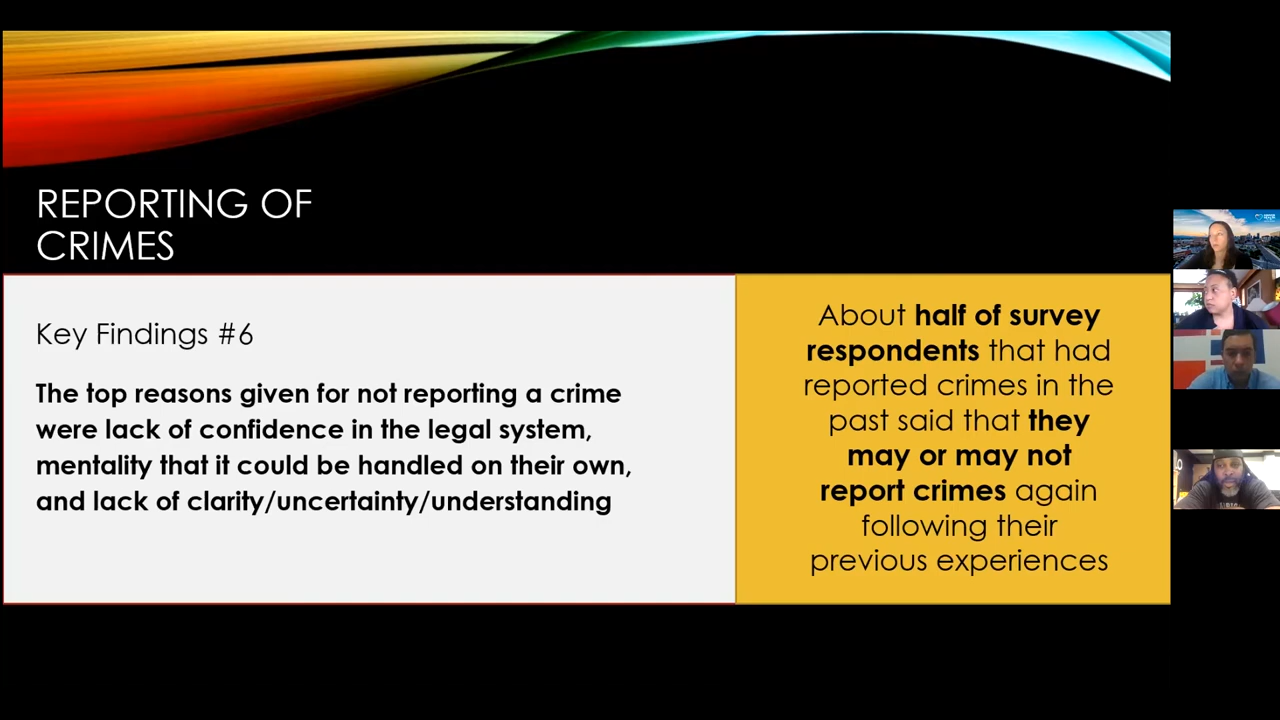 REPORTING OF
CRIMES
Key Findings #6
The top reasons given for not reporting a crime
were lack of confidence in the legal system,
mentality that it could be handled on their own,
and lack of clarity/uncertainty/understanding
About half of survey
respondents that had
reported crimes in the
past said that they
may or may not
report crimes again
following their
previous experiences